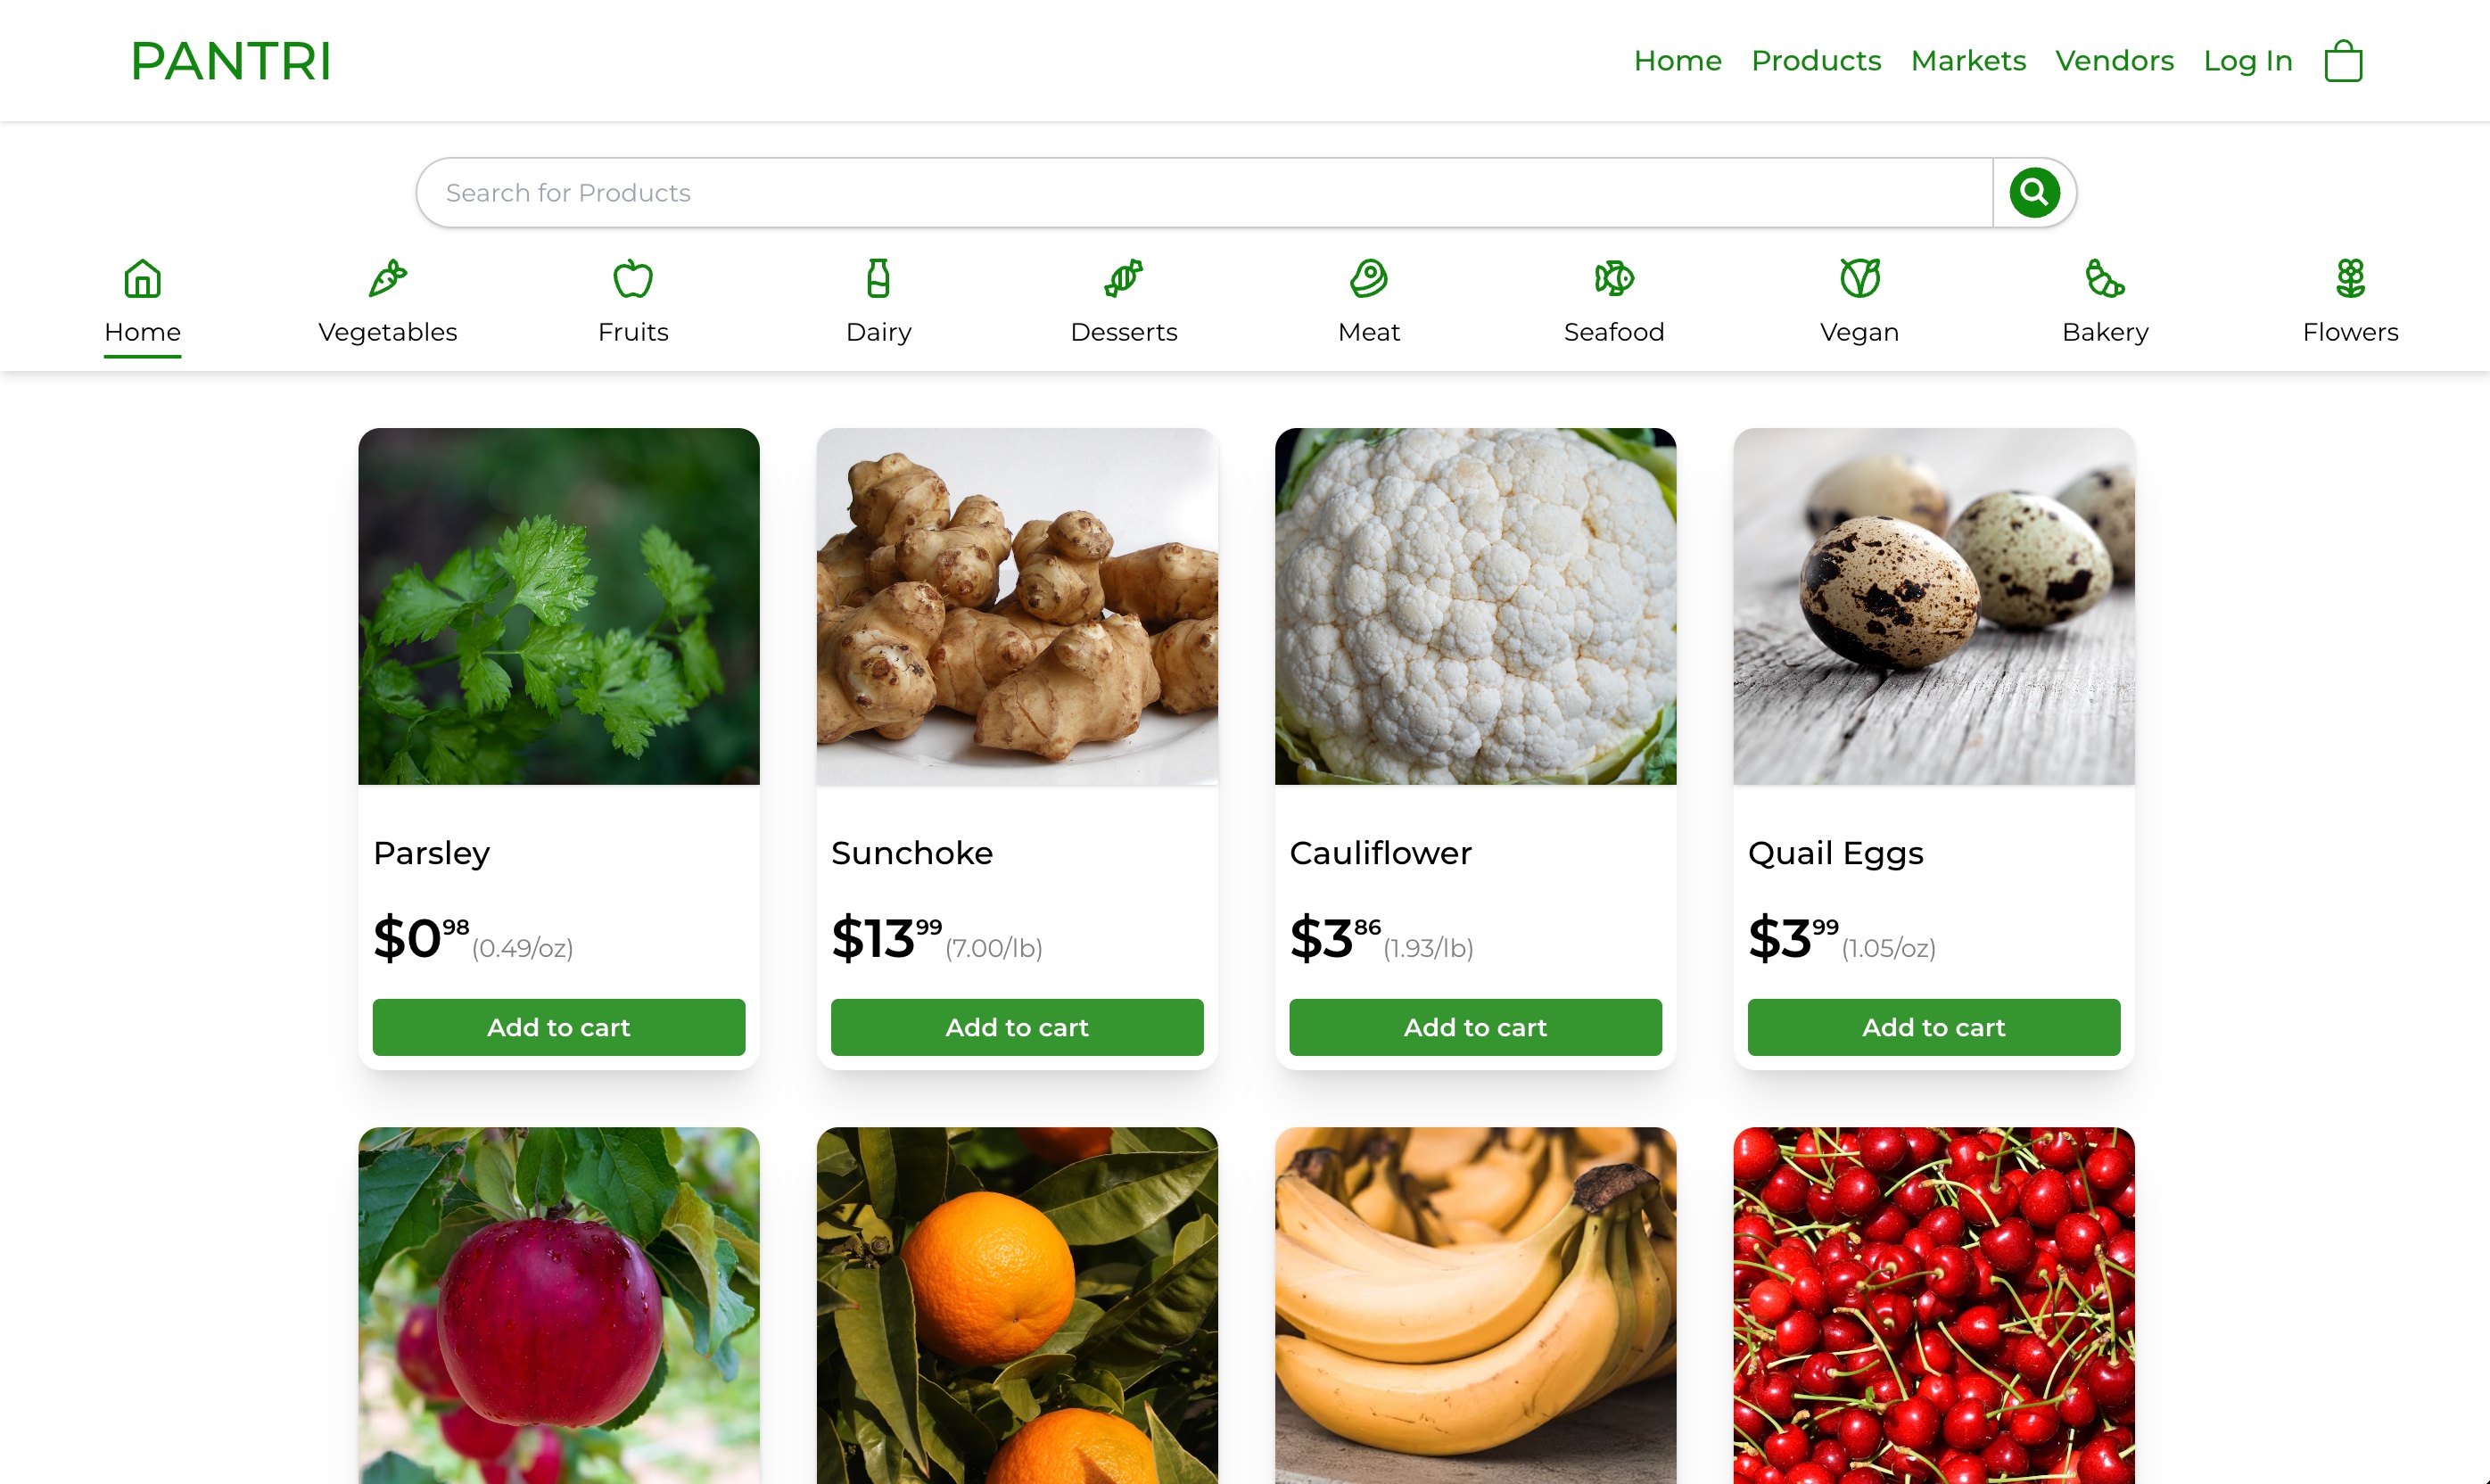 PANTRI
Home Products Markets Vendors Log In
Search for Products
Home Vegetables Fruits Dairy Desserts Meat Seafood Vegan Bakery Flowers
Parsley
$0 98 (0.49/oz)
Add to cart
Sunchoke
$13 99 (7.00/lb)
Add to cart
Cauliflower
$3 86 (1.93/lb)
Add to cart
Quail Eggs
$3 99 (1.05/oz)
Add to cart